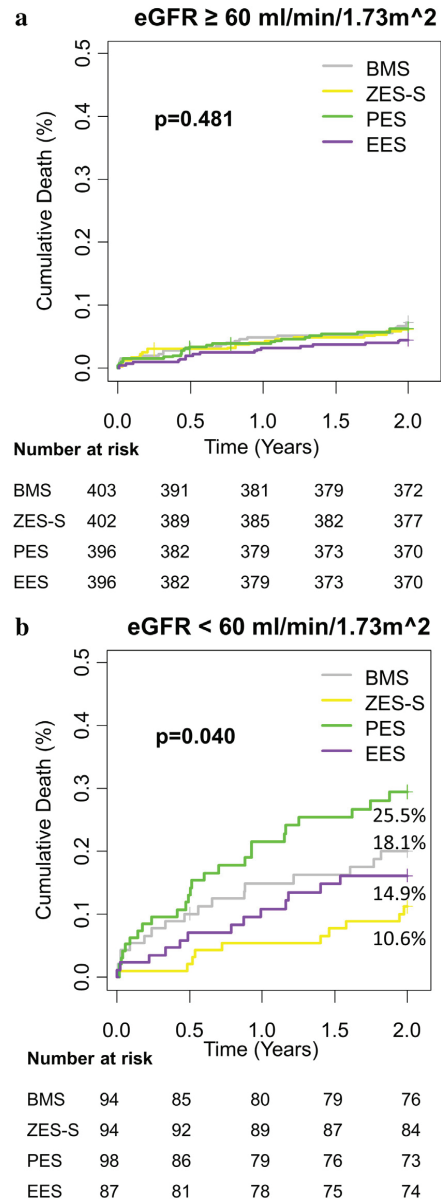 a
eGFR ≥ 60 ml/min/1.73m^2
Cumulative Death (%)
0.5
0.4
0.3
0.2
0.1
0.0
p=0.481
BMS
ZES-S
PES
EES
0.0 0.5 1.0 1.5 2.0
Time (Years)
Number at risk
BMS 403 391 381 379 372
ZES-S 402 389 385 382 377
PES 396 382 379 373 370
EES 396 382 379 373 370
b
eGFR < 60 ml/min/1.73m^2
Cumulative Death (%)
0.5
0.4
0.3
0.2
0.1
0.0
p=0.040
BMS
ZES-S
PES
EES
25.5%
18.1%
14.9%
10.6%
0.0 0.5 1.0 1.5 2.0
Time (Years)
Number at risk
BMS 94 85 80 79 76
ZES-S 94 92 89 87 84
PES 98 86 79 76 73
EES 87 81 78 75 74